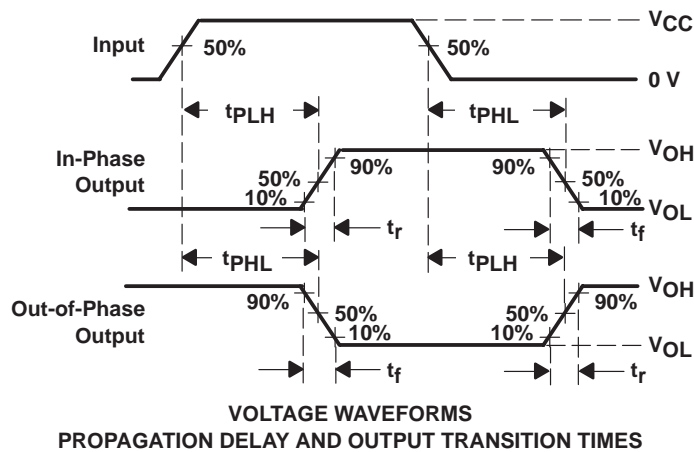 VCC
Input
50%
50%
0 V
tPLH
tPHL
In-Phase
Output
VOH
90%
90%
50%
50%
10%
10%
VOL
tr
tf
tPHL
tPLH
Out-of-Phase
Output
VOH
90%
90%
50%
50%
10%
10%
VOL
tf
tr
VOLTAGE WAVEFORMS
PROPAGATION DELAY AND OUTPUT TRANSITION TIMES